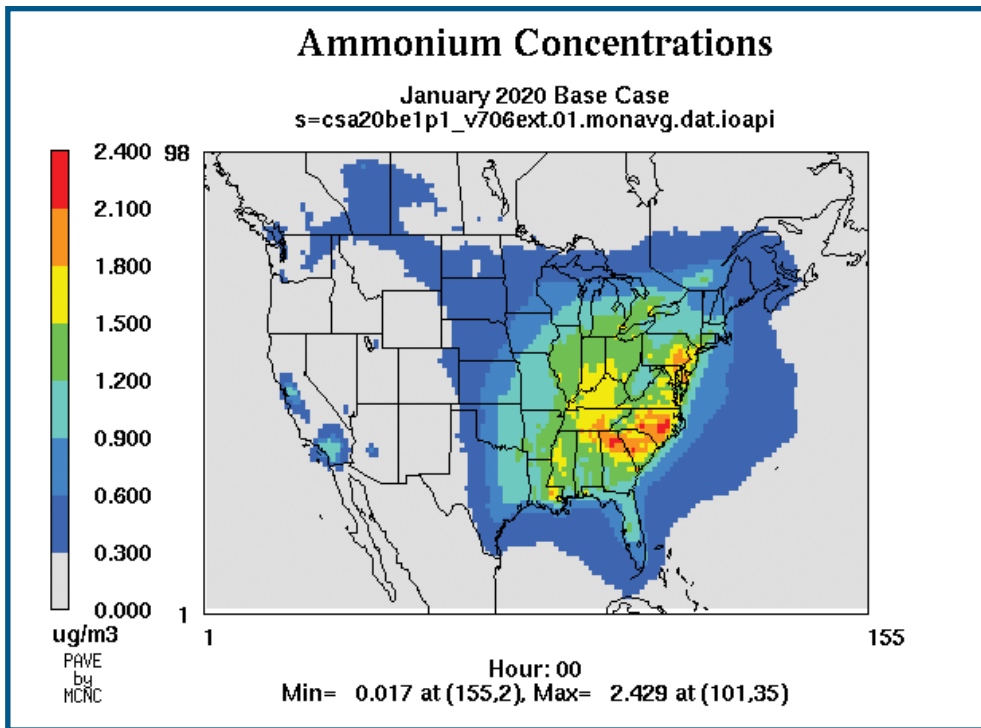 Ammonium Concentrations
January 2020 Base Case
s=csa20be1p1_v706ext.01.monavg.dat.ioapi
2.400
2.100
1.800
1.500
1.200
0.900
0.600
0.300
0.000
ug/m3
PAVE
by
MCNC
98
1
1
155
Hour: 00
Min= 0.017 at (155,2), Max= 2.429 at (101,35)